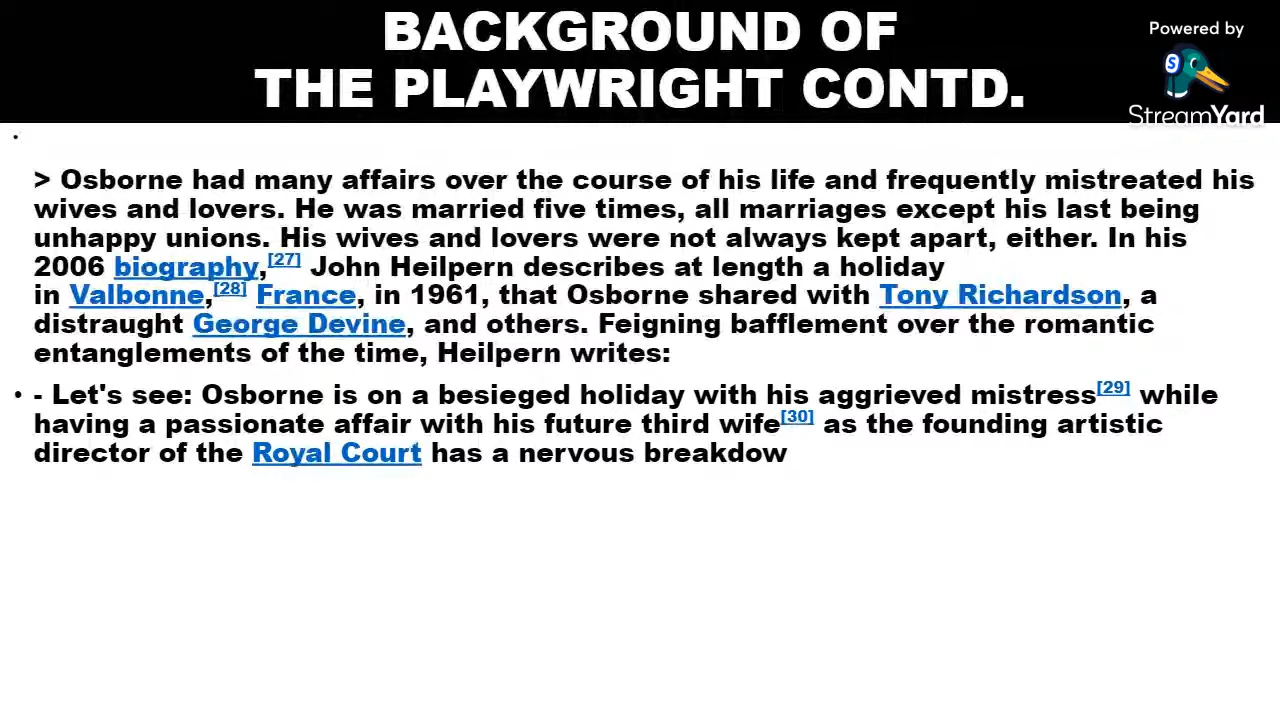 BACKGROUND OF
THE PLAYWRIGHT CONTD.
Powered by
S
StreamYard
•
> Osborne had many affairs over the course of his life and frequently mistreated his
wives and lovers. He was married five times, all marriages except his last being
unhappy unions. His wives and lovers were not always kept apart, either. In his
2006 biography,[27] John Heilpern describes at length a holiday
in Valbonne,[28] France, in 1961, that Osborne shared with Tony Richardson, a
distraught George Devine, and others. Feigning bafflement over the romantic
entanglements of the time, Heilpern writes:
• - Let's see: Osborne is on a besieged holiday with his aggrieved mistress[29] while
having a passionate affair with his future third wife[30] as the founding artistic
director of the Royal Court has a nervous breakdow